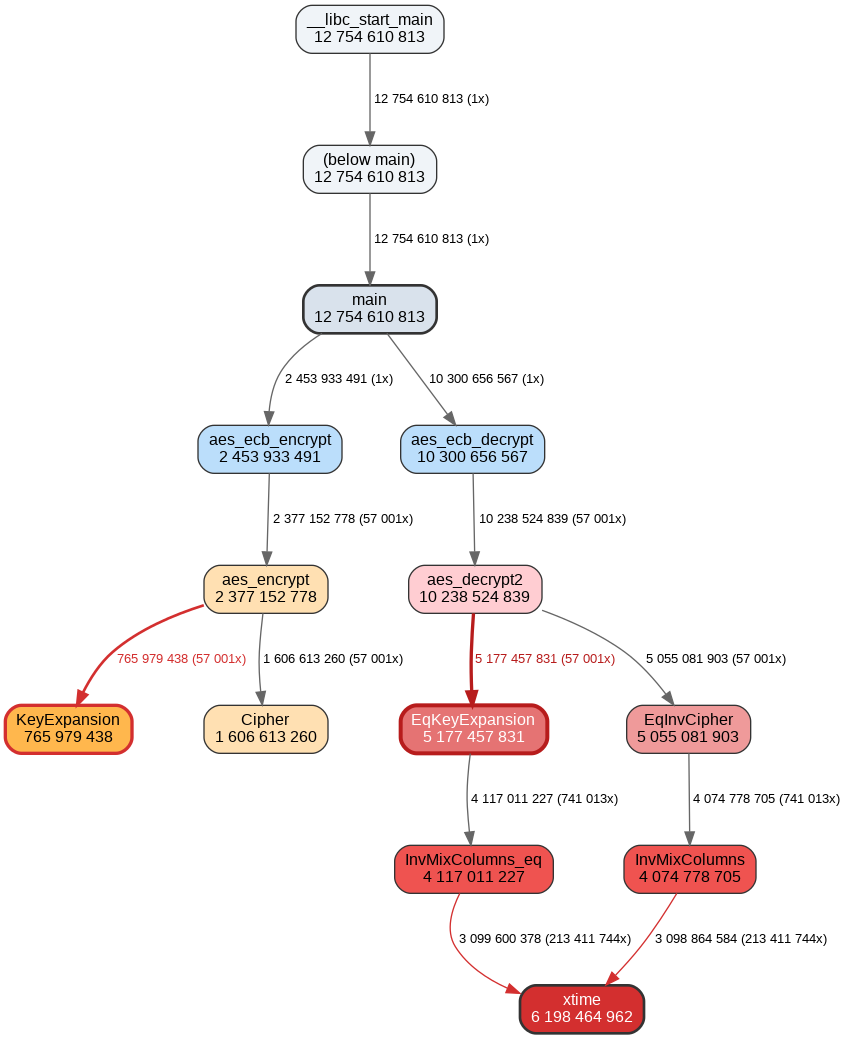 __libc_start_main
12 754 610 813
12 754 610 813 (1x)
(below main)
12 754 610 813
12 754 610 813 (1x)
main
12 754 610 813
2 453 933 491 (1x)
10 300 656 567 (1x)
aes_ecb_encrypt
2 453 933 491
aes_ecb_decrypt
10 300 656 567
2 377 152 778 (57 001x)
10 238 524 839 (57 001x)
aes_encrypt
2 377 152 778
aes_decrypt2
10 238 524 839
765 979 438 (57 001x)
1 606 613 260 (57 001x)
5 177 457 831 (57 001x)
5 055 081 903 (57 001x)
KeyExpansion
765 979 438
Cipher
1 606 613 260
EqKeyExpansion
5 177 457 831
EqInvCipher
5 055 081 903
4 117 011 227 (741 013x)
4 074 778 705 (741 013x)
InvMixColumns_eq
4 117 011 227
InvMixColumns
4 074 778 705
3 099 600 378 (213 411 744x)
3 098 864 584 (213 411 744x)
xtime
6 198 464 962